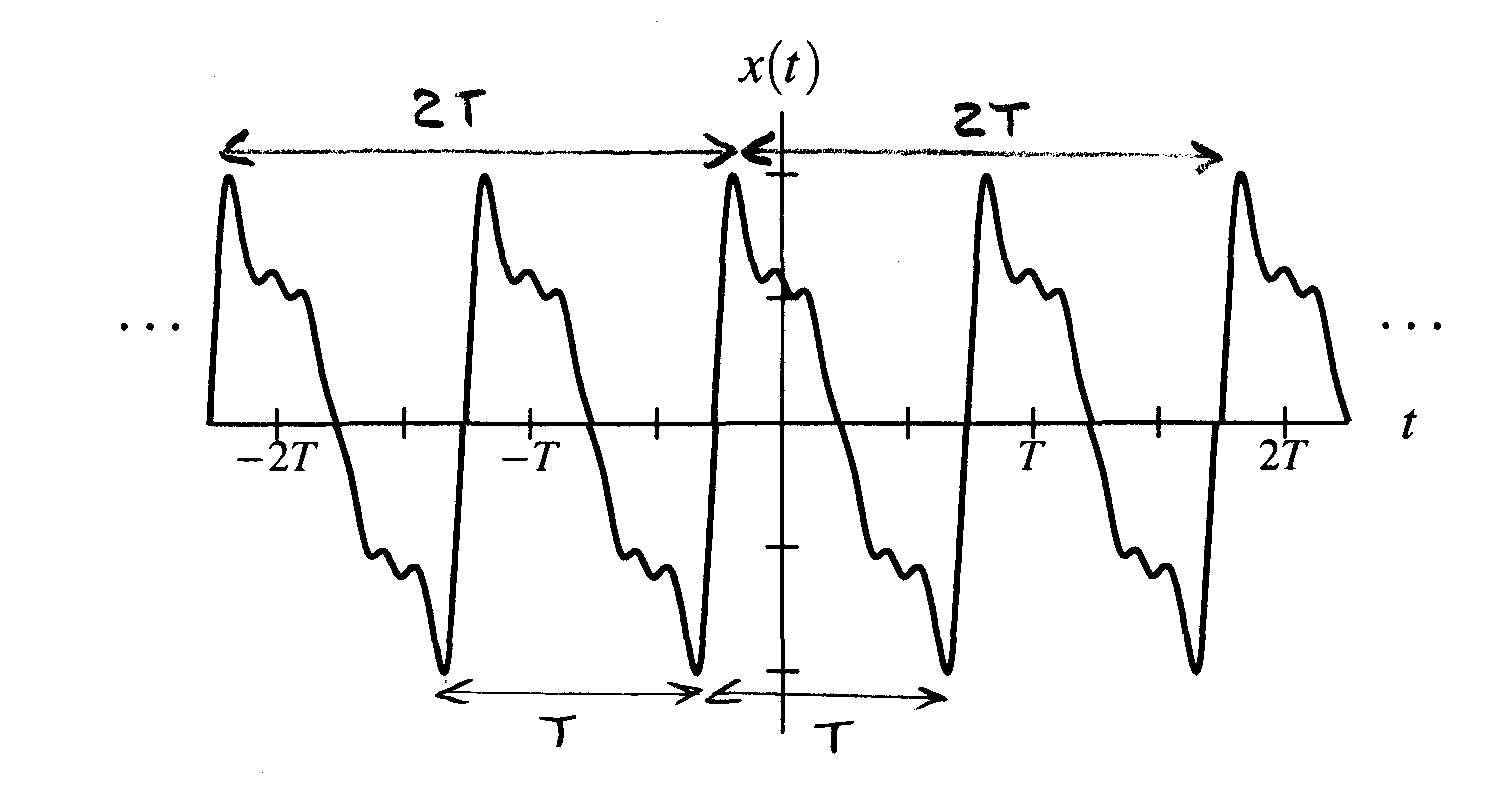 x(t)
2T 2T
... ...
t
−2T −T T 2T
T T